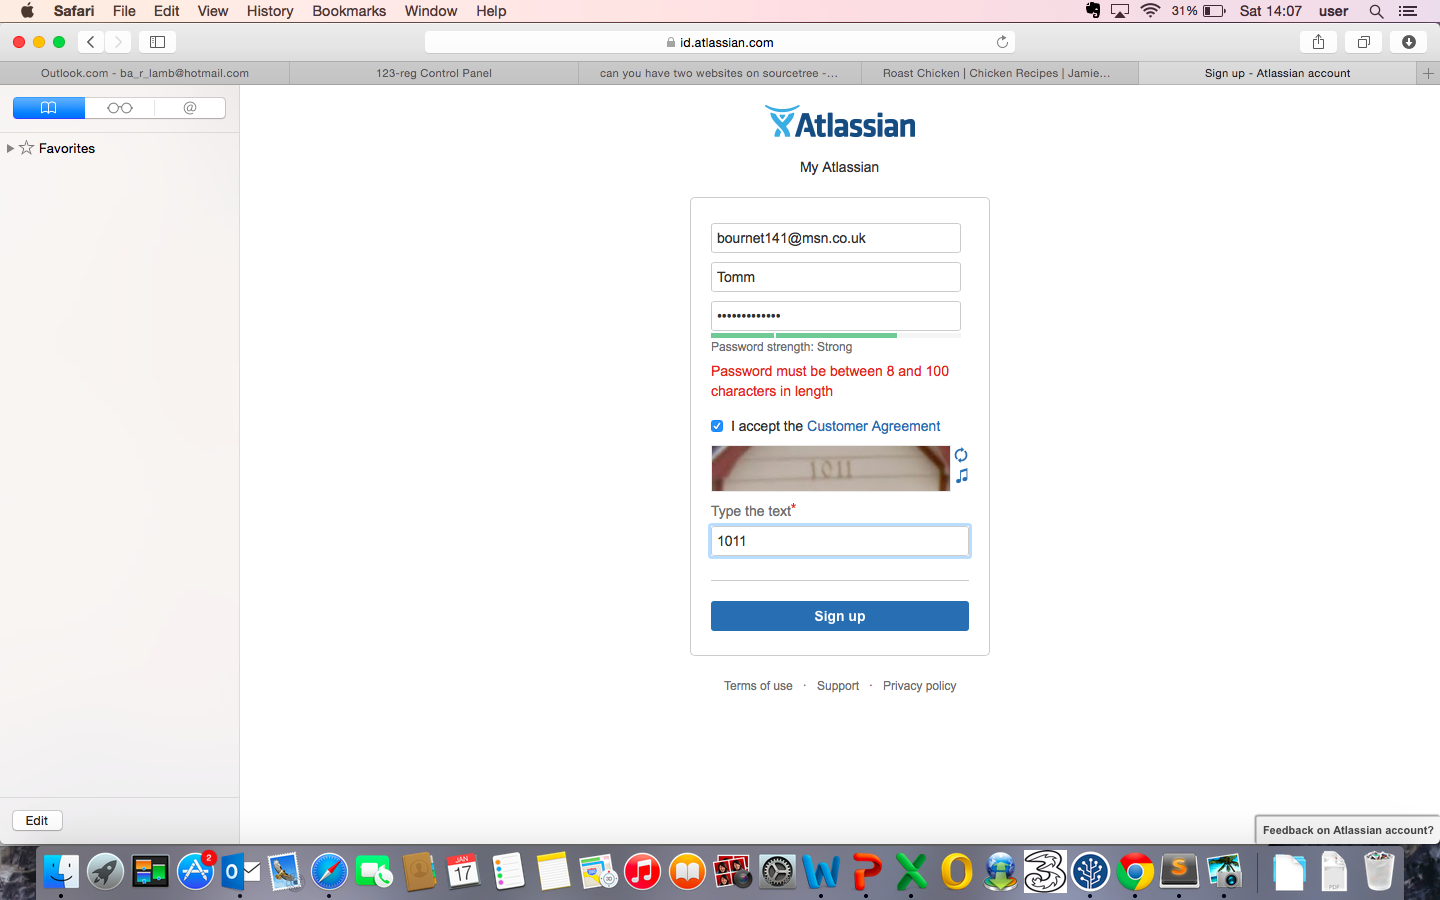 Safari File Edit View History Bookmarks Window Help 31% Sat 14:07 user
id.atlassian.com
Outlook.com - ba_r_lamb@hotmail.com 123-reg Control Panel can you have two websites on sourcetree -... Roast Chicken | Chicken Recipes | Jamie... Sign up - Atlassian account
@
Favorites
Atlassian
My Atlassian
bournet141@msn.co.uk
Tomm
•••••••••••••
Password strength: Strong
Password must be between 8 and 100
characters in length
I accept the Customer Agreement
1011
Type the text*
1011
Sign up
Terms of use · Support · Privacy policy
Edit
Feedback on Atlassian account?
2
JAN
17
PDF